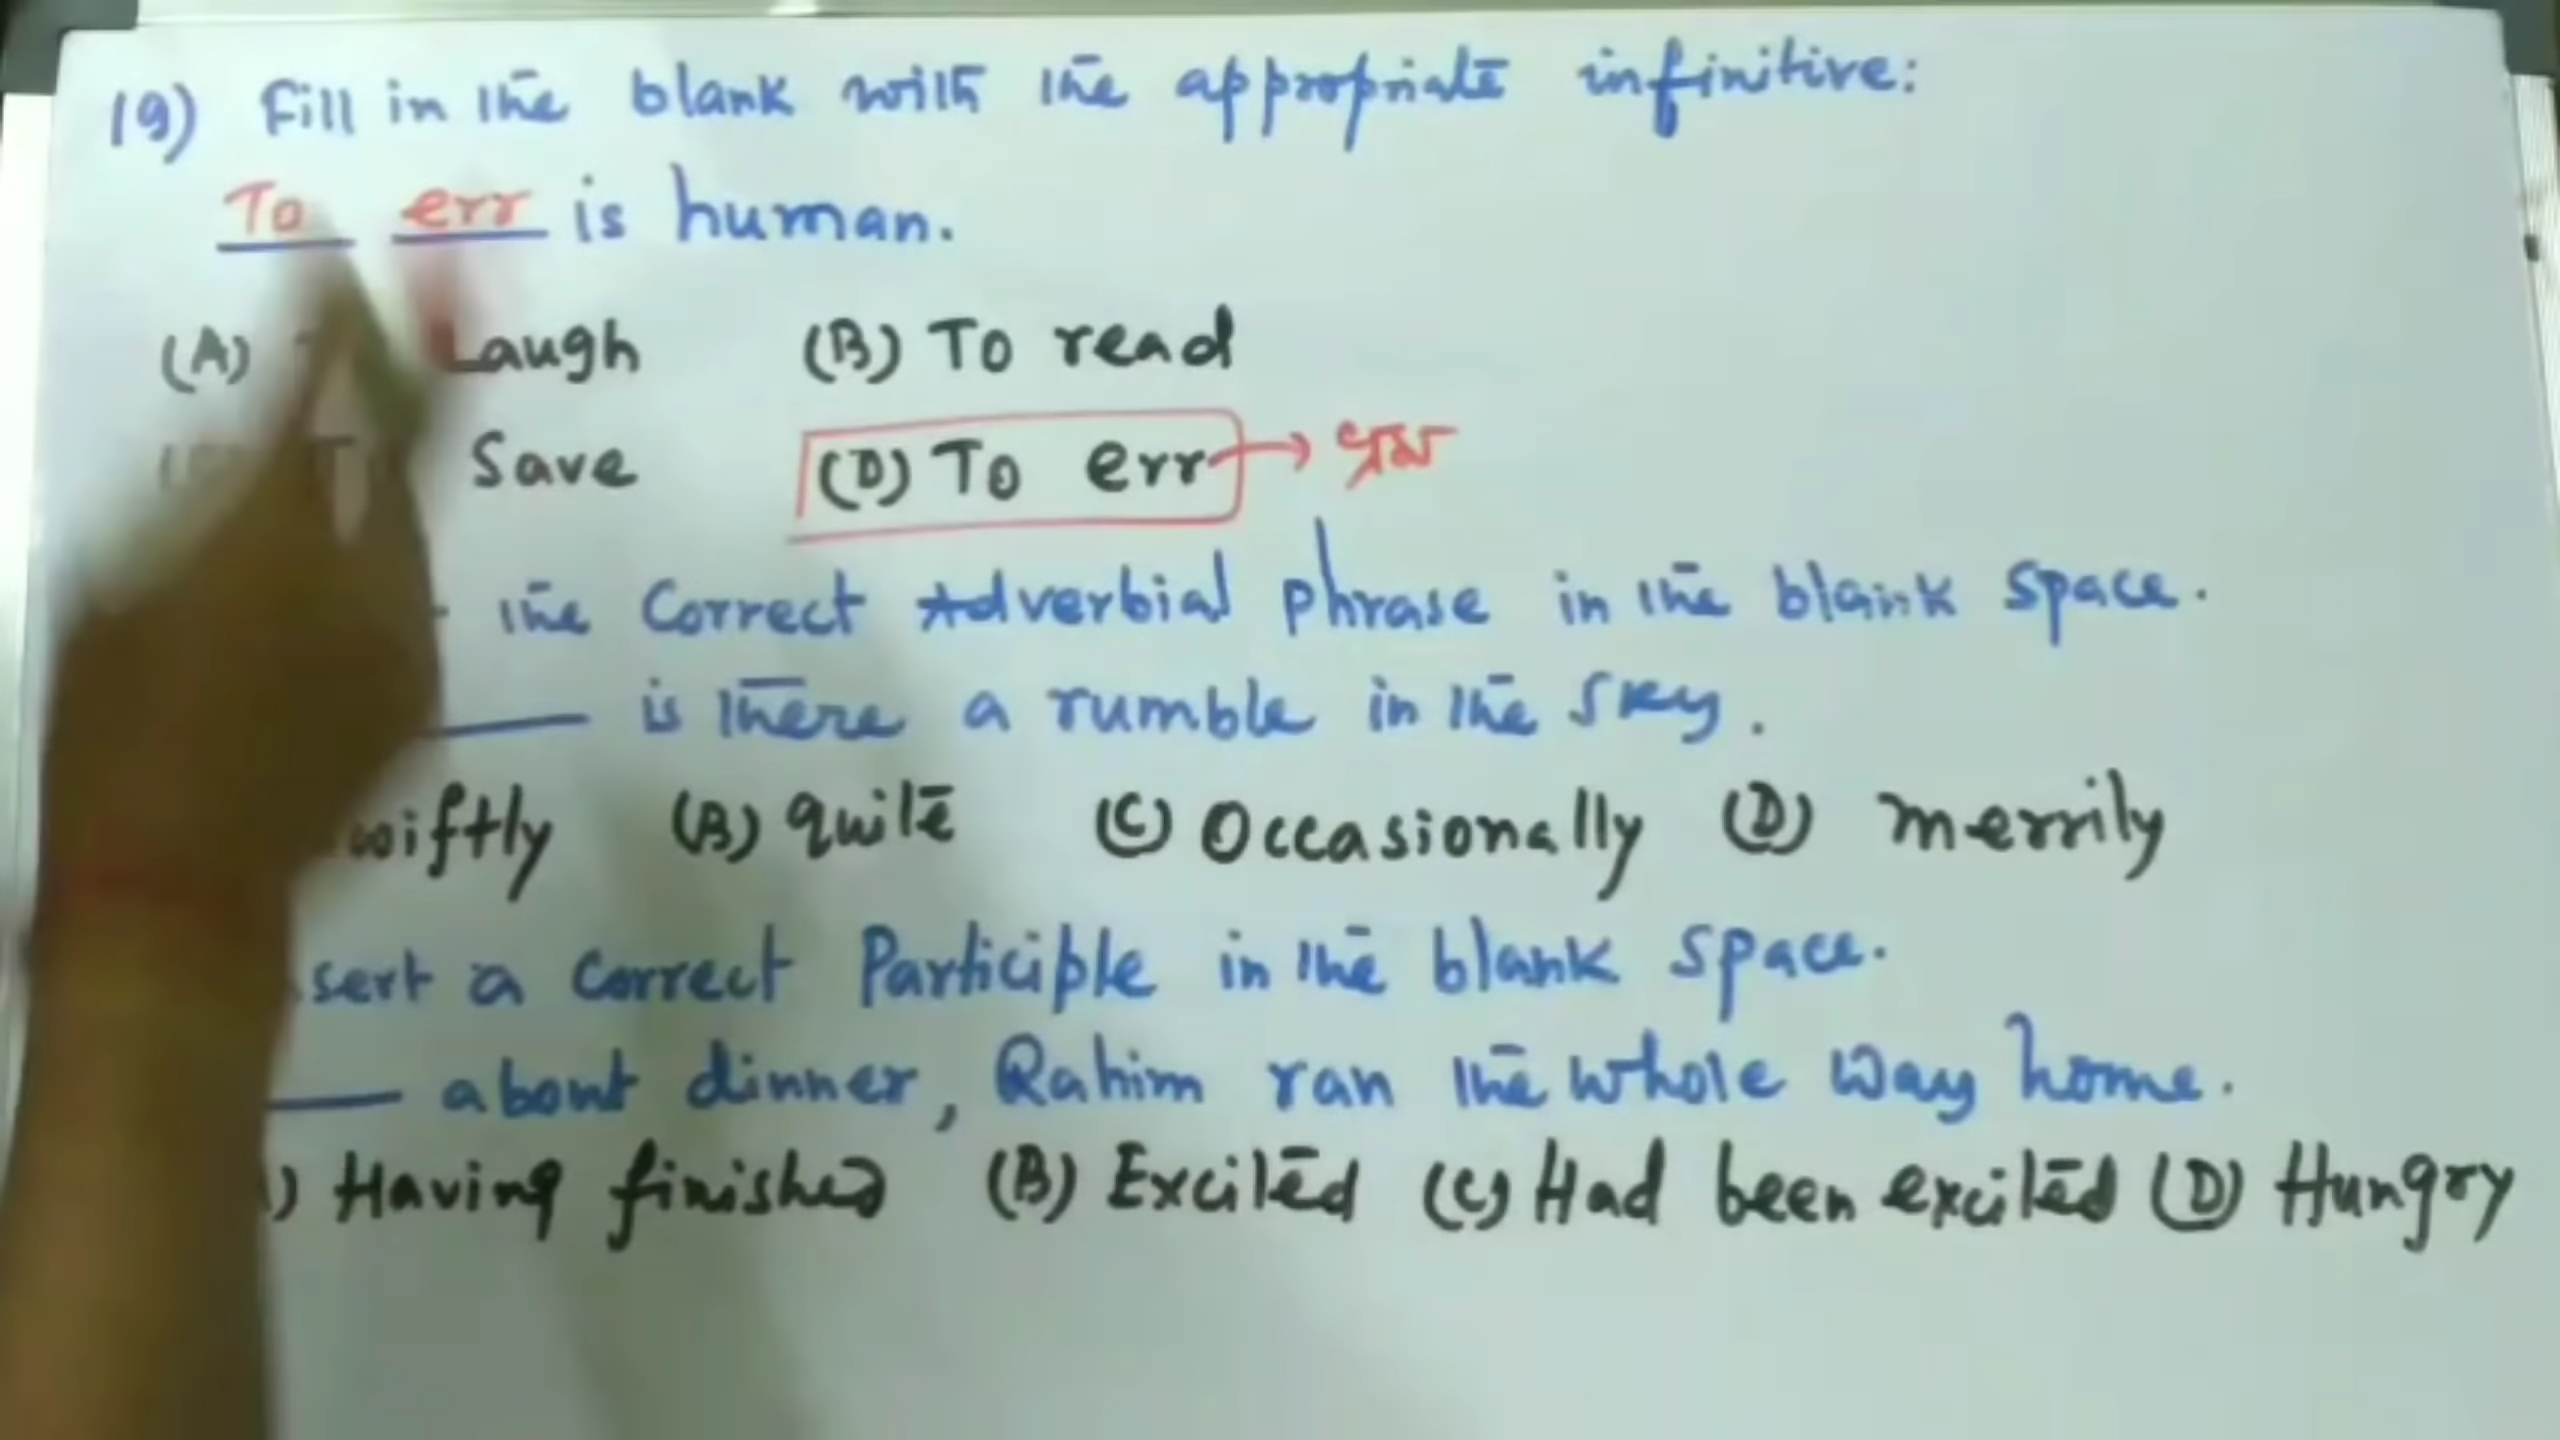 19) Fill in the blank with the appropriate infinitive:
To err is human.
(A) Laugh (B) To read
Save (D) To err → ভ্রম
the correct Adverbial phrase in the blank space.
is there a rumble in the sky.
wiftly (B) quite (C) Occasionally (D) merrily
sert a correct Participle in the blank space.
about dinner, Rahim ran the whole way home.
) Having finished (B) Excited (C) Had been excited (D) Hungry